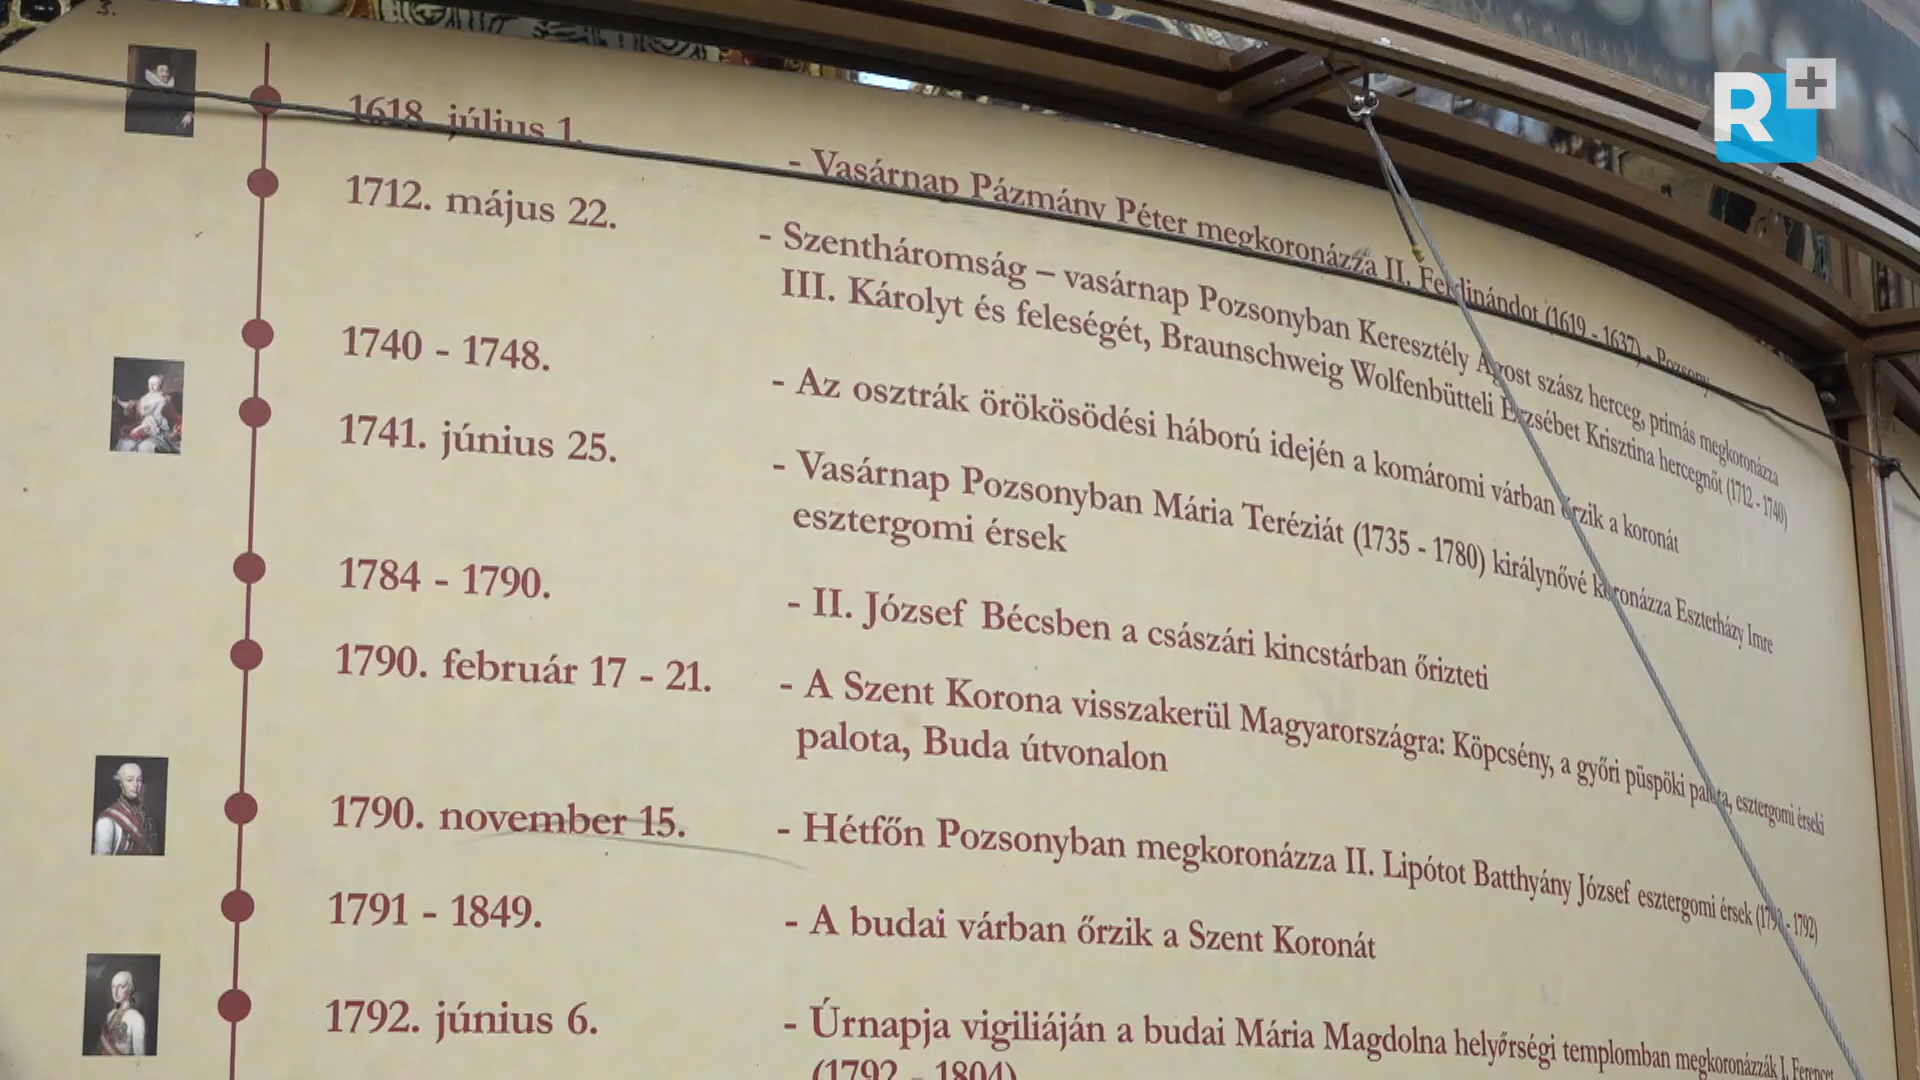 3.
R+
1618. július 1.
- Vasárnap Pázmány Péter megkoronázza II. Ferdinándot (1619 - 1637) - Pozsony
1712. május 22.
- Szentháromság – vasárnap Pozsonyban Keresztély Ágost szász herceg, prímás megkoronázza
III. Károlyt és feleségét, Braunschweig Wolfenbütteli Erzsébet Krisztina hercegnőt (1712 - 1740)
1740 - 1748.
- Az osztrák örökösödési háború idején a komáromi várban őrzik a koronát
1741. június 25.
- Vasárnap Pozsonyban Mária Teréziát (1735 - 1780) királynővé koronázza Eszterházy Imre
esztergomi érsek
1784 - 1790.
- II. József Bécsben a császári kincstárban őrizteti
1790. február 17 - 21.
- A Szent Korona visszakerül Magyarországra: Köpcsény, a győri püspöki palota, esztergomi érseki
palota, Buda útvonalon
1790. november 15.
- Hétfőn Pozsonyban megkoronázza II. Lipótot Batthyány József esztergomi érsek (1790 - 1792)
1791 - 1849.
- A budai várban őrzik a Szent Koronát
1792. június 6.
- Úrnapja vigiliáján a budai Mária Magdolna helyőrségi templomban megkoronázzák I. Ferencet
(1792 - 1804)